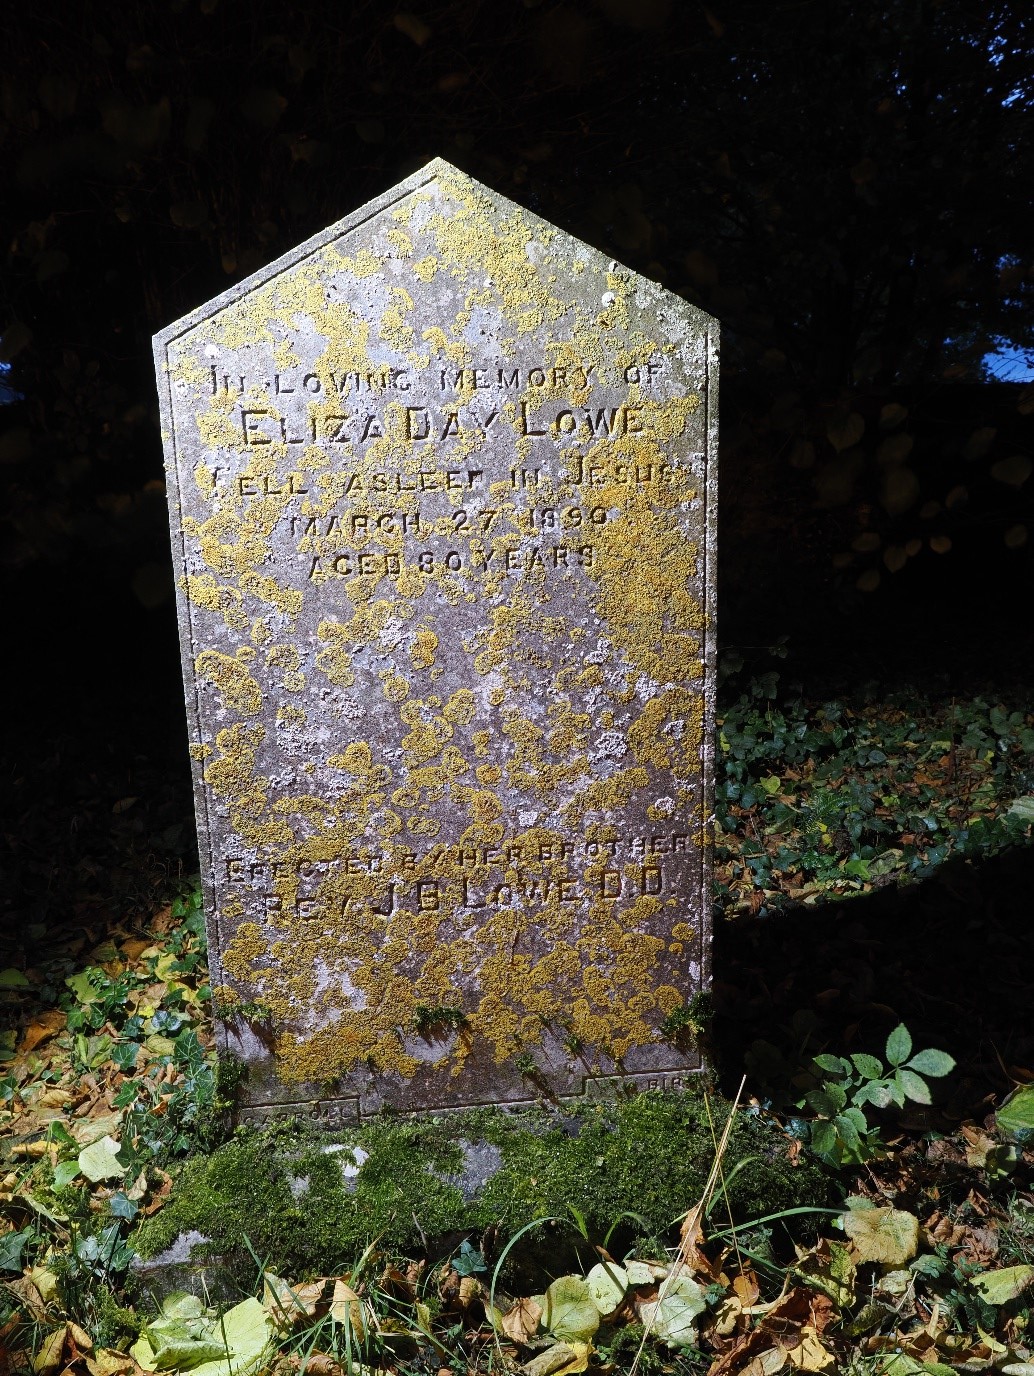 In loving memory of
Eliza Day Lowe
Fell asleep in Jesus
March 27 1890
Aged 80 years
Erected by her brother
Rev. J G Lowe D.D.